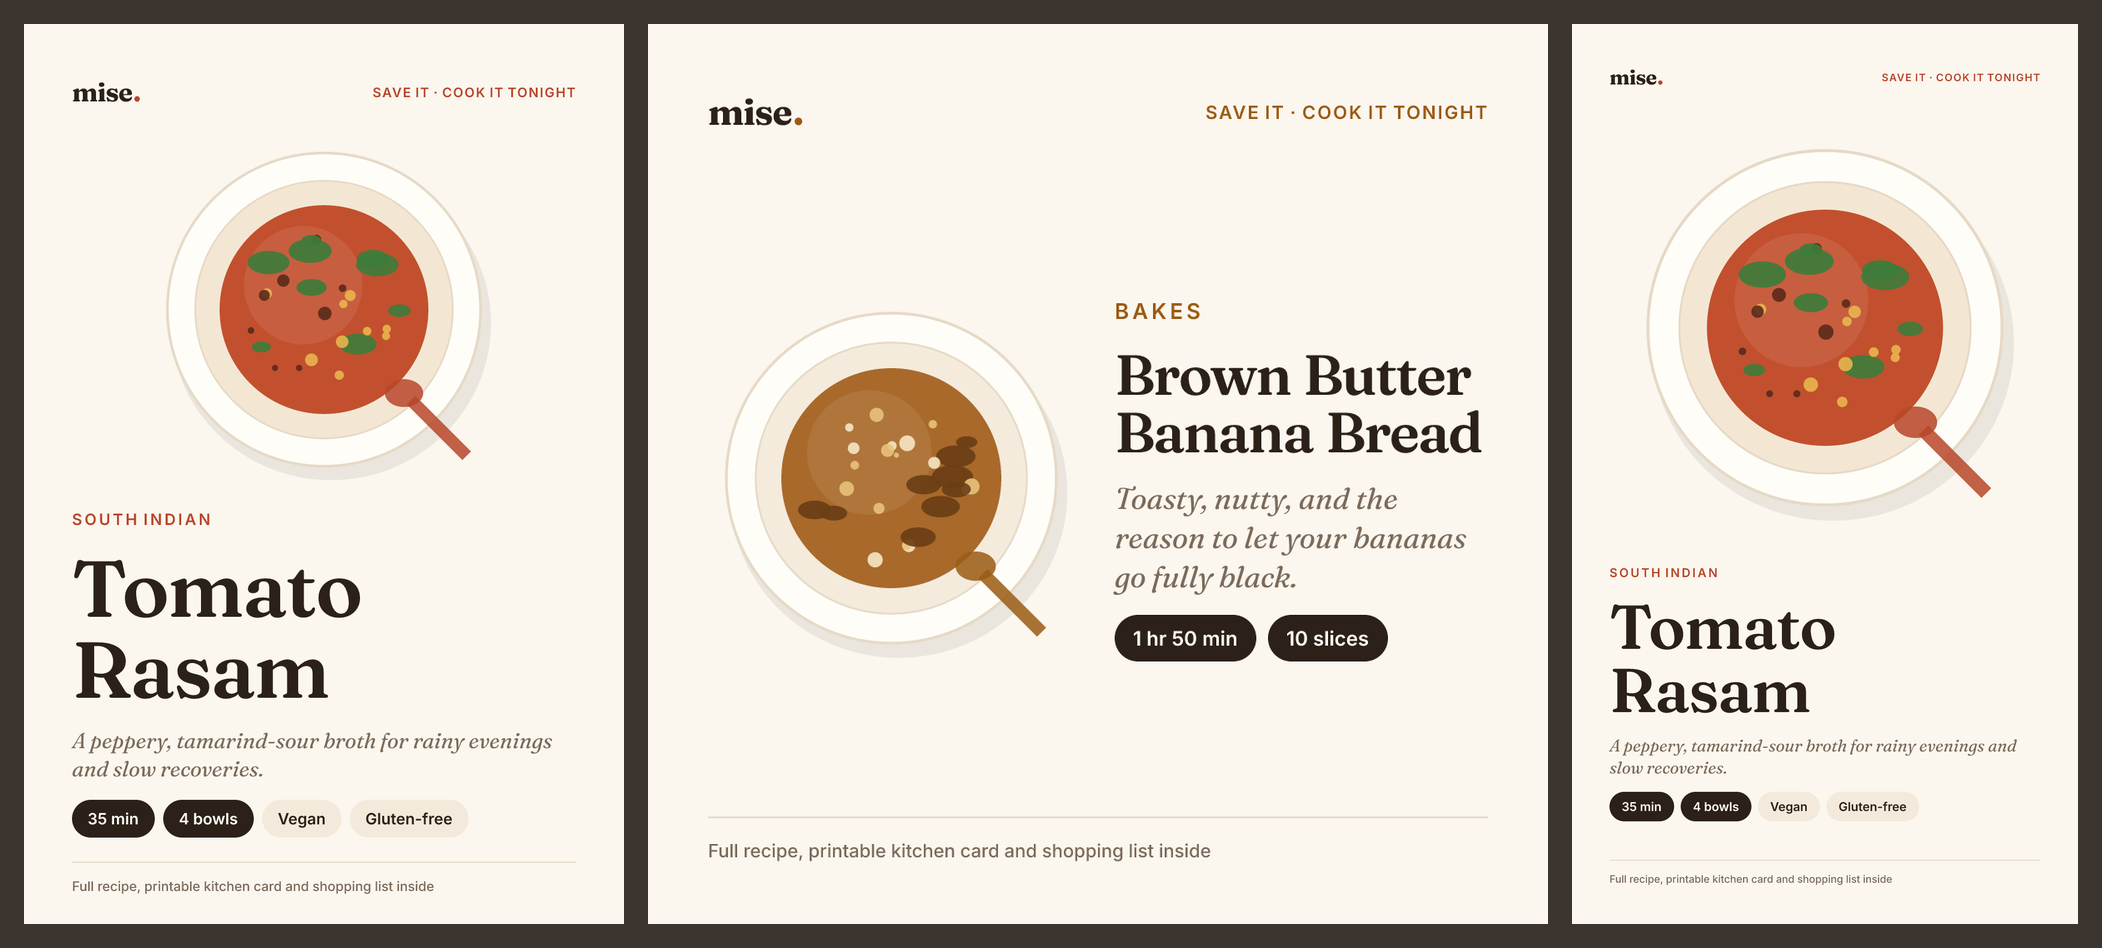 mise.
SAVE IT · COOK IT TONIGHT
SOUTH INDIAN
Tomato
Rasam
A peppery, tamarind-sour broth for rainy evenings
and slow recoveries.
35 min
4 bowls
Vegan
Gluten-free
Full recipe, printable kitchen card and shopping list inside
mise.
SAVE IT · COOK IT TONIGHT
BAKES
Brown Butter
Banana Bread
Toasty, nutty, and the
reason to let your bananas
go fully black.
1 hr 50 min
10 slices
Full recipe, printable kitchen card and shopping list inside
mise.
SAVE IT · COOK IT TONIGHT
SOUTH INDIAN
Tomato
Rasam
A peppery, tamarind-sour broth for rainy evenings and
slow recoveries.
35 min
4 bowls
Vegan
Gluten-free
Full recipe, printable kitchen card and shopping list inside